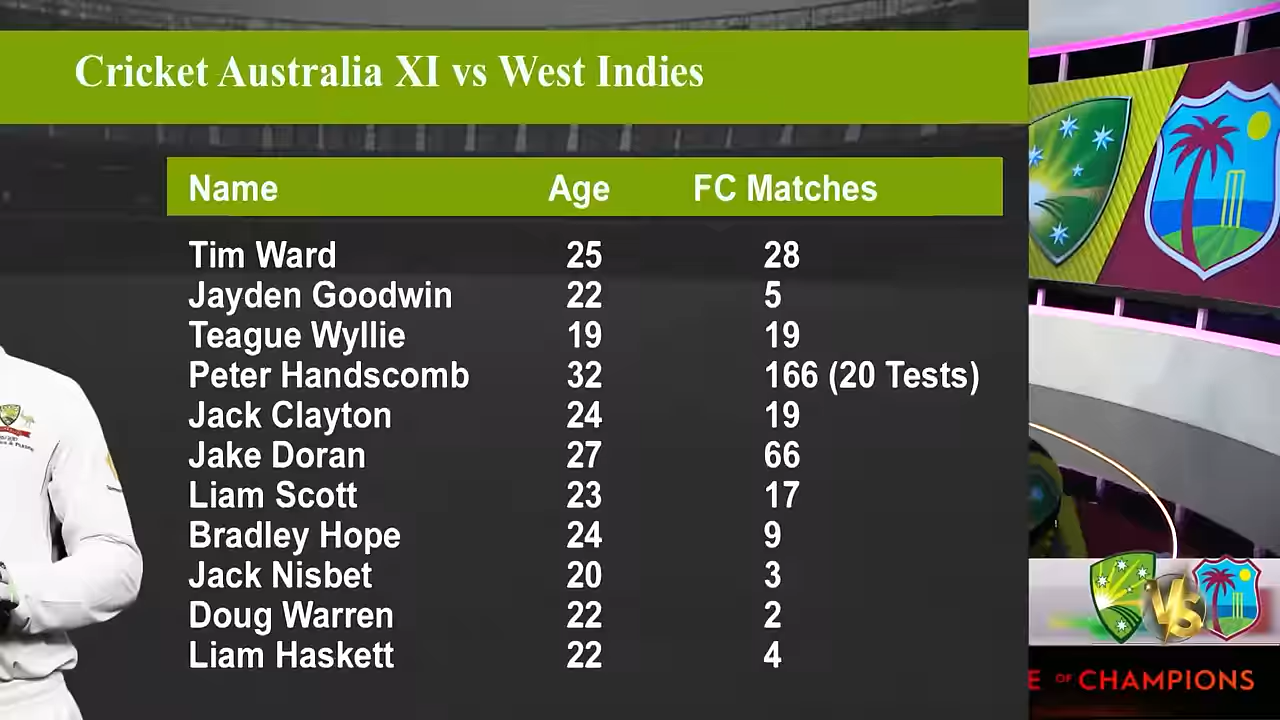 Cricket Australia XI vs West Indies
Name Age FC Matches
Tim Ward 25 28
Jayden Goodwin 22 5
Teague Wyllie 19 19
Peter Handscomb 32 166 (20 Tests)
Jack Clayton 24 19
Jake Doran 27 66
Liam Scott 23 17
Bradley Hope 24 9
Jack Nisbet 20 3
Doug Warren 22 2
Liam Haskett 22 4
VS
E OF CHAMPIONS